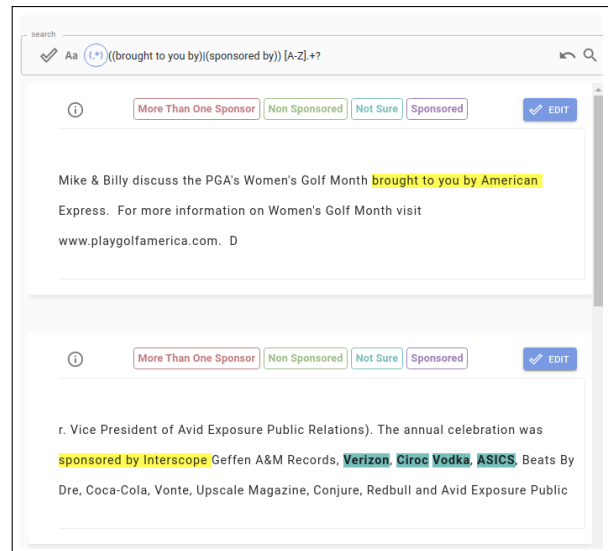 search
Aa (.*) ((brought to you by)|(sponsored by)) [A-Z].+?
More Than One Sponsor Non Sponsored Not Sure Sponsored EDIT
Mike & Billy discuss the PGA's Women's Golf Month brought to you by American
Express.  For more information on Women's Golf Month visit
www.playgolfamerica.com.  D
More Than One Sponsor Non Sponsored Not Sure Sponsored EDIT
r. Vice President of Avid Exposure Public Relations). The annual celebration was
sponsored by Interscope Geffen A&M Records, Verizon, Ciroc Vodka, ASICS, Beats By
Dre, Coca-Cola, Vonte, Upscale Magazine, Conjure, Redbull and Avid Exposure Public